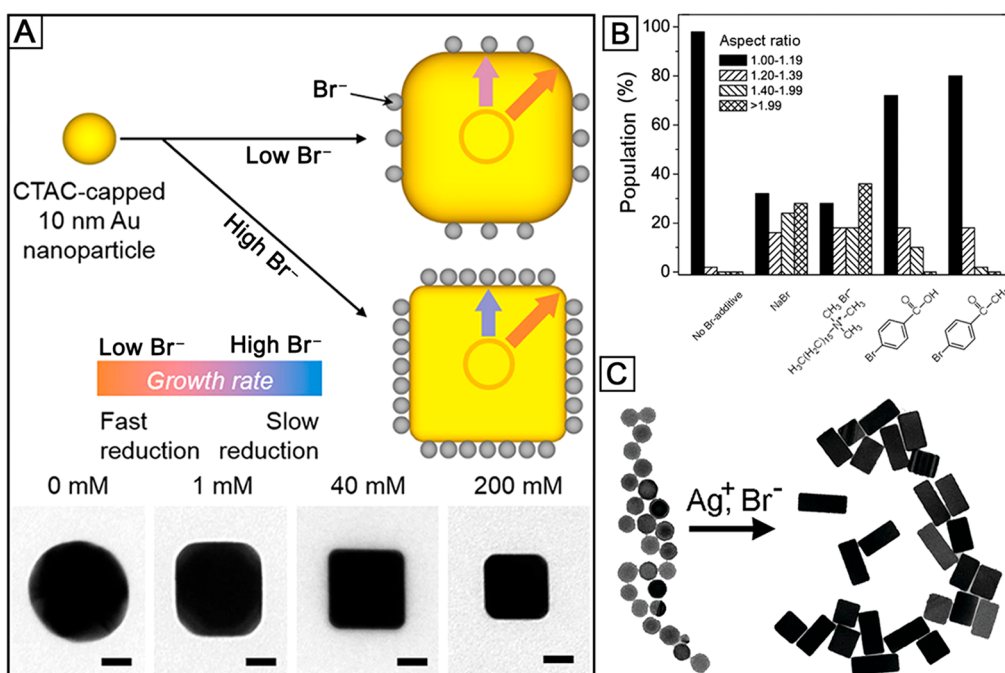 A
Br⁻
Low Br⁻
High Br⁻
CTAC-capped
10 nm Au
nanoparticle
Low Br⁻ High Br⁻
Growth rate
Fast
reduction
Slow
reduction
0 mM 1 mM 40 mM 200 mM
B
Population (%)
100
80
60
40
20
0
Aspect ratio
1.00-1.19
1.20-1.39
1.40-1.99
>1.99
No Br-additive
NaBr
CH₃ Br⁻
H₃C(H₂C)₁₅-N⁺-CH₃
CH₃
O
OH
Br
O
CH₃
Br
C
Ag⁺, Br⁻